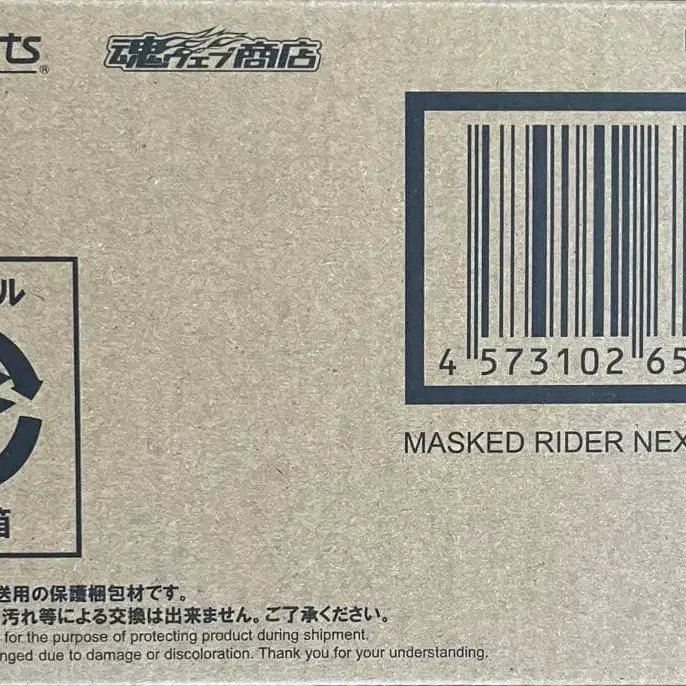 rts®
魂ウェブ商店
4 573102 65
MASKED RIDER NEX
ル
箱
送用の保護梱包材です。
汚れ等による交換は出来ません。ご了承ください。
for the purpose of protecting product during shipment.
nged due to damage or discoloration. Thank you for your understanding.